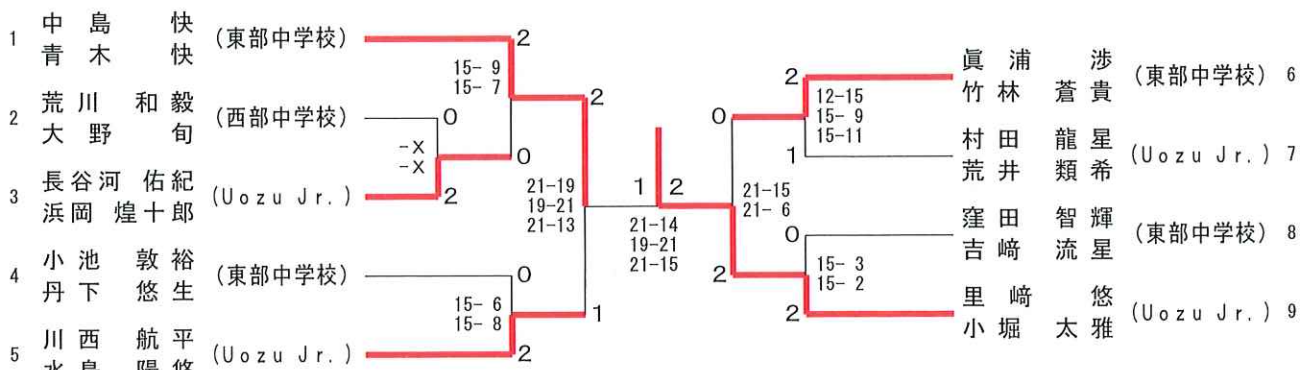 1 中島 快 (東部中学校)
青木 快
2 荒川 和毅 (西部中学校)
大野 旬
3 長谷河 佑紀 (Uozu Jr.)
浜岡 煌十郎
4 小池 敦裕 (東部中学校)
丹下 悠生
5 川西 航平 (Uozu Jr.)
2
15- 9
15- 7
0
0
-X
-X
2
2
21-19
19-21
21-13
0
15- 6
15- 8
2
1
1 2
21-14
19-21
21-15
0
21-15
21- 6
2
2
12-15
15- 9
15-11
1
0
15- 3
15- 2
2
眞浦 渉 (東部中学校) 6
竹林 蒼貴
村田 龍星 (Uozu Jr.) 7
荒井 類希
窪田 智輝 (東部中学校) 8
吉﨑 流星
里﨑 悠 (Uozu Jr.) 9
小堀 太雅